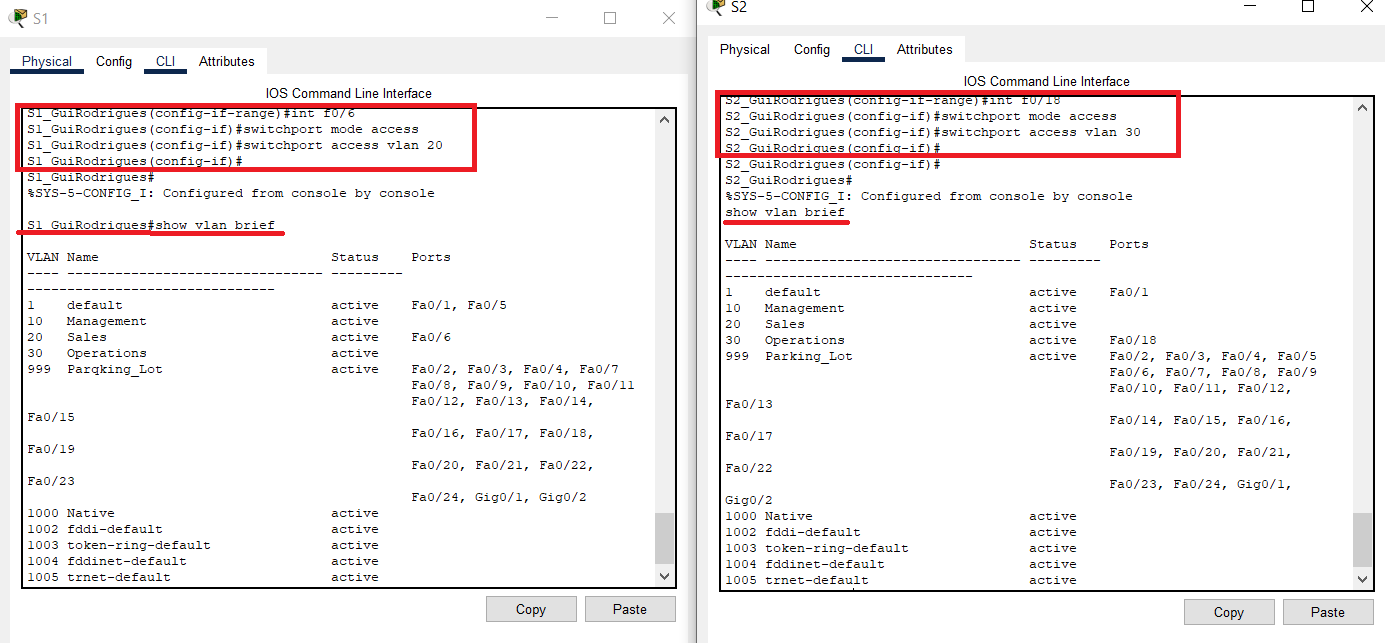 S1
Physical Config CLI Attributes
IOS Command Line Interface
S1_GuiRodrigues(config-if-range)#int f0/6
S1_GuiRodrigues(config-if)#switchport mode access
S1_GuiRodrigues(config-if)#switchport access vlan 20
S1_GuiRodrigues(config-if)#
S1_GuiRodrigues#
%SYS-5-CONFIG_I: Configured from console by console
S1_GuiRodrigues#show vlan brief
VLAN Name Status Ports
---- -------------------------------- ---------
-------------------------------
1 default active Fa0/1, Fa0/5
10 Management active
20 Sales active Fa0/6
30 Operations active
999 Parqking_Lot active Fa0/2, Fa0/3, Fa0/4, Fa0/7
Fa0/8, Fa0/9, Fa0/10, Fa0/11
Fa0/12, Fa0/13, Fa0/14,
Fa0/15
Fa0/16, Fa0/17, Fa0/18,
Fa0/19
Fa0/20, Fa0/21, Fa0/22,
Fa0/23
Fa0/24, Gig0/1, Gig0/2
1000 Native active
1002 fddi-default active
1003 token-ring-default active
1004 fddinet-default active
1005 trnet-default active
Copy Paste
S2
Physical Config CLI Attributes
IOS Command Line Interface
S2_GuiRodrigues(config-if-range)#int f0/18
S2_GuiRodrigues(config-if)#switchport mode access
S2_GuiRodrigues(config-if)#switchport access vlan 30
S2_GuiRodrigues(config-if)#
S2_GuiRodrigues(config-if)#
S2_GuiRodrigues#
%SYS-5-CONFIG_I: Configured from console by console
show vlan brief
VLAN Name Status Ports
---- -------------------------------- ---------
-------------------------------
1 default active Fa0/1
10 Management active
20 Sales active
30 Operations active Fa0/18
999 Parking_Lot active Fa0/2, Fa0/3, Fa0/4, Fa0/5
Fa0/6, Fa0/7, Fa0/8, Fa0/9
Fa0/10, Fa0/11, Fa0/12,
Fa0/13
Fa0/14, Fa0/15, Fa0/16,
Fa0/17
Fa0/19, Fa0/20, Fa0/21,
Fa0/22
Fa0/23, Fa0/24, Gig0/1,
Gig0/2
1000 Native active
1002 fddi-default active
1003 token-ring-default active
1004 fddinet-default active
1005 trnet-default active
Copy Paste